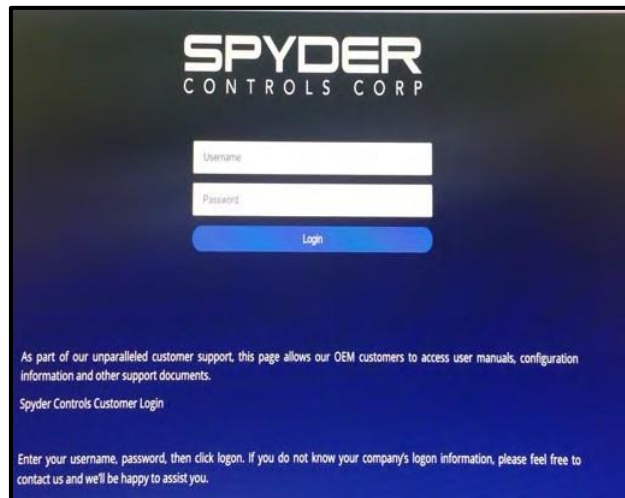 SPYDER
CONTROLS CORP
Username
Password
Login
As part of our unparalleled customer support, this page allows our OEM customers to access user manuals, configuration
information and other support documents.
Spyder Controls Customer Login
Enter your username, password, then click logon. If you do not know your company's logon information, please feel free to
contact us and we'll be happy to assist you.